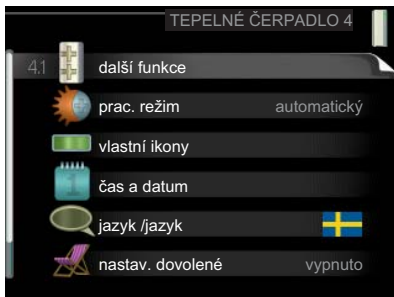 TEPELNÉ ČERPADLO 4
4.1 další funkce
prac. režim automatický
vlastní ikony
čas a datum
jazyk /jazyk
nastav. dovolené vypnuto